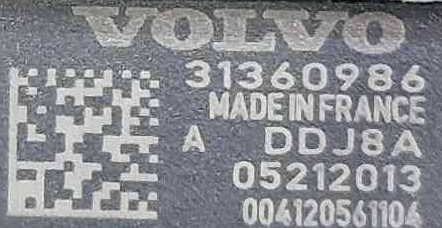 VOLVO
31360986
MADE IN FRANCE
A DDJ8A
05212013
004120561104